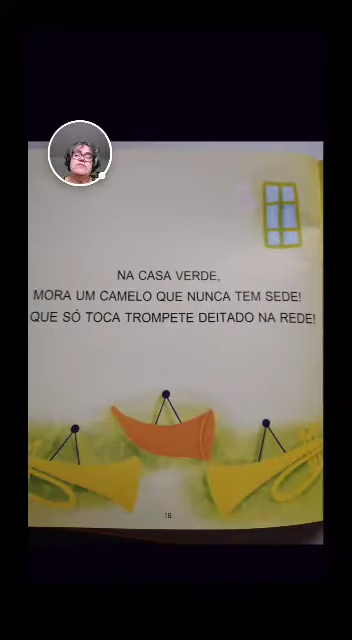 NA CASA VERDE,
MORA UM CAMELO QUE NUNCA TEM SEDE!
QUE SÓ TOCA TROMPETE DEITADO NA REDE!
16